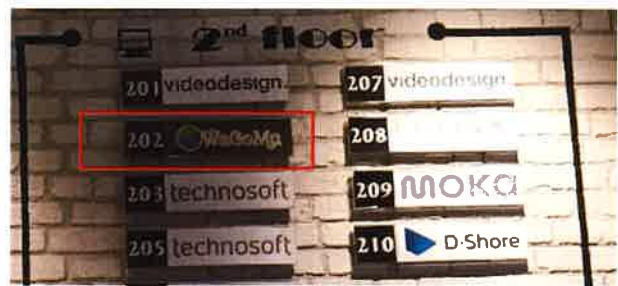 2nd floor
201 videodesign.
202 WeGoMa
203 technosoft
205 technosoft
207 videodesign.
208
209 MOKA
210 D-Shore